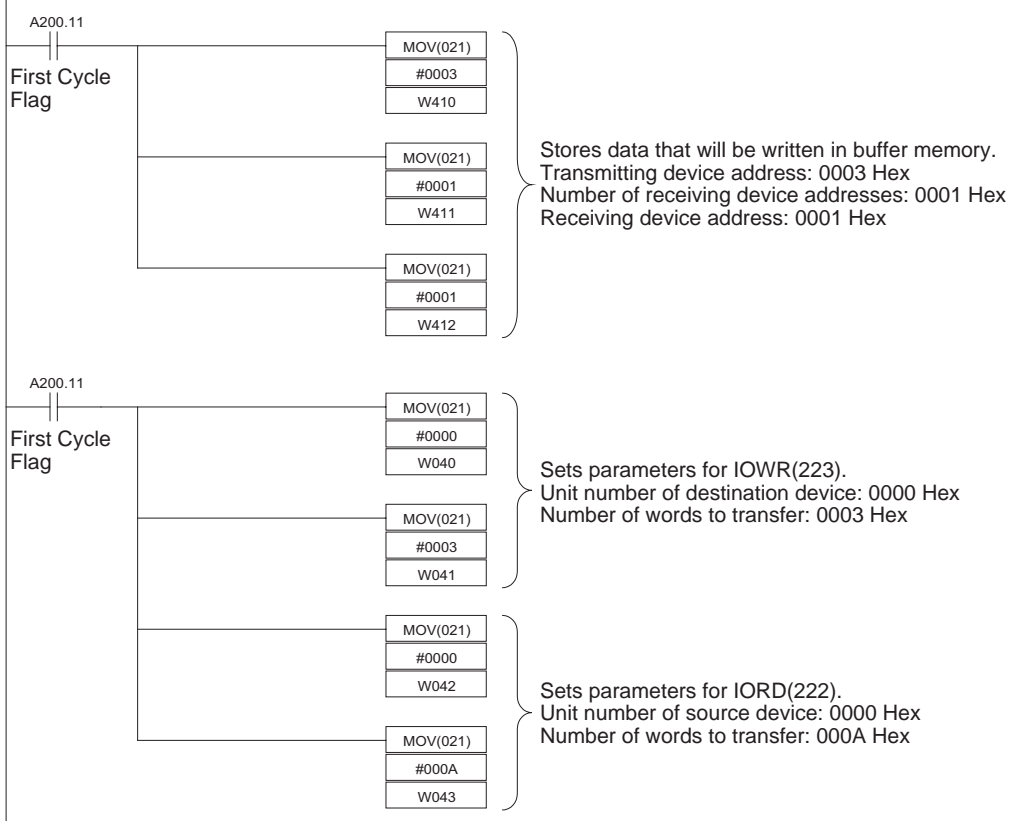 A200.11
First Cycle
Flag
MOV(021)
#0003
W410
MOV(021)
#0001
W411
MOV(021)
#0001
W412
Stores data that will be written in buffer memory.
Transmitting device address: 0003 Hex
Number of receiving device addresses: 0001 Hex
Receiving device address: 0001 Hex
A200.11
First Cycle
Flag
MOV(021)
#0000
W040
MOV(021)
#0003
W041
Sets parameters for IOWR(223).
Unit number of destination device: 0000 Hex
Number of words to transfer: 0003 Hex
MOV(021)
#0000
W042
MOV(021)
#000A
W043
Sets parameters for IORD(222).
Unit number of source device: 0000 Hex
Number of words to transfer: 000A Hex